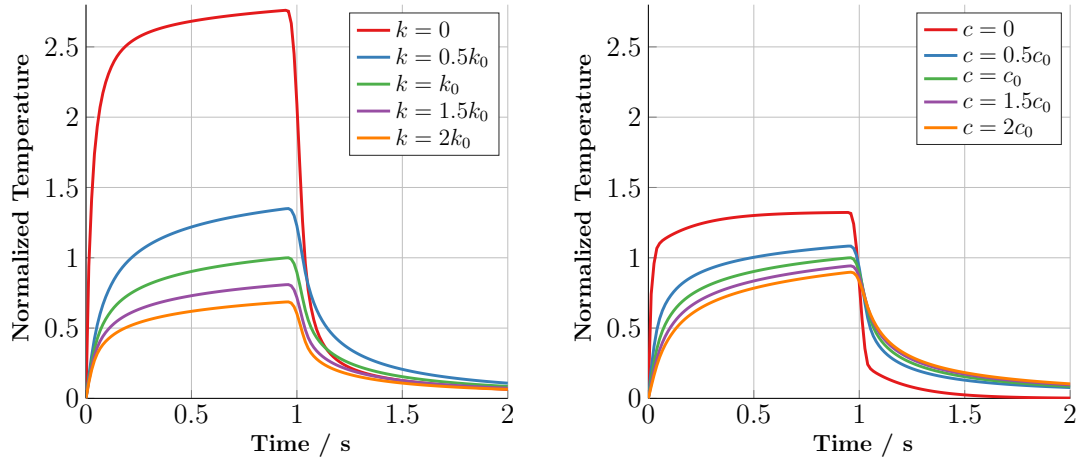 Normalized Temperature
2.5
2
1.5
1
0.5
0
0
0.5
1
1.5
2
Time / s
k = 0
k = 0.5k₀
k = k₀
k = 1.5k₀
k = 2k₀
Normalized Temperature
2.5
2
1.5
1
0.5
0
0
0.5
1
1.5
2
Time / s
c = 0
c = 0.5c₀
c = c₀
c = 1.5c₀
c = 2c₀